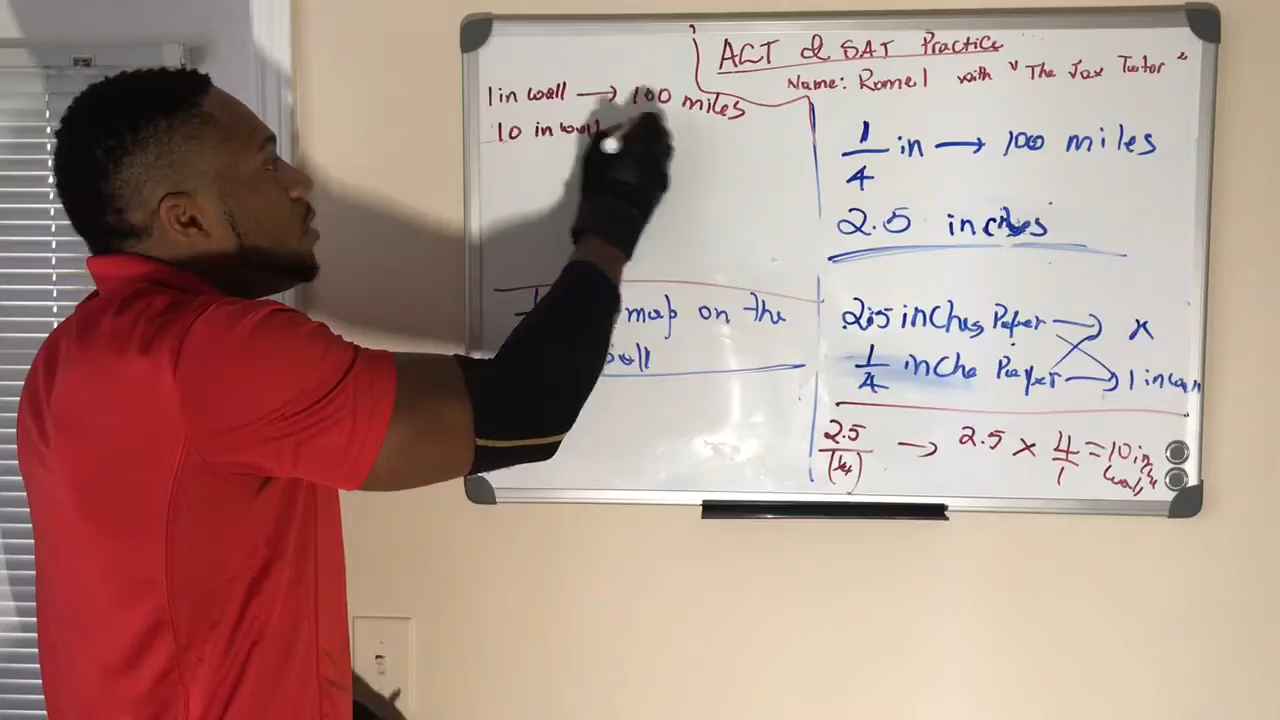 ACT & SAT Practice
Name: Romel with "The Jax Tutor"
1 in wall → 100 miles
10 in wall
1/4 in → 100 miles
2.5 inches
map on the
wall
2.5 inches Paper → x
1/4 inche Paper → 1 in wall
2.5/(1/4) → 2.5 × 4/1 = 10 in
wall